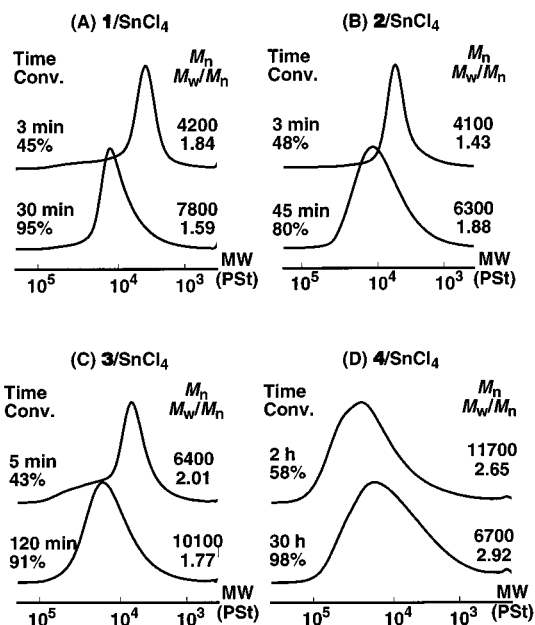 (A) 1/SnCl4
Time Mn
Conv. Mw/Mn
3 min 4200
45% 1.84
30 min 7800
95% 1.59
MW
10^5 10^4 10^3 (PSt)
(B) 2/SnCl4
Time Mn
Conv. Mw/Mn
3 min 4100
48% 1.43
45 min 6300
80% 1.88
MW
10^5 10^4 10^3 (PSt)
(C) 3/SnCl4
Time Mn
Conv. Mw/Mn
5 min 6400
43% 2.01
120 min 10100
91% 1.77
MW
10^5 10^4 10^3 (PSt)
(D) 4/SnCl4
Time Mn
Conv. Mw/Mn
2 h 11700
58% 2.65
30 h 6700
98% 2.92
MW
10^5 10^4 10^3 (PSt)